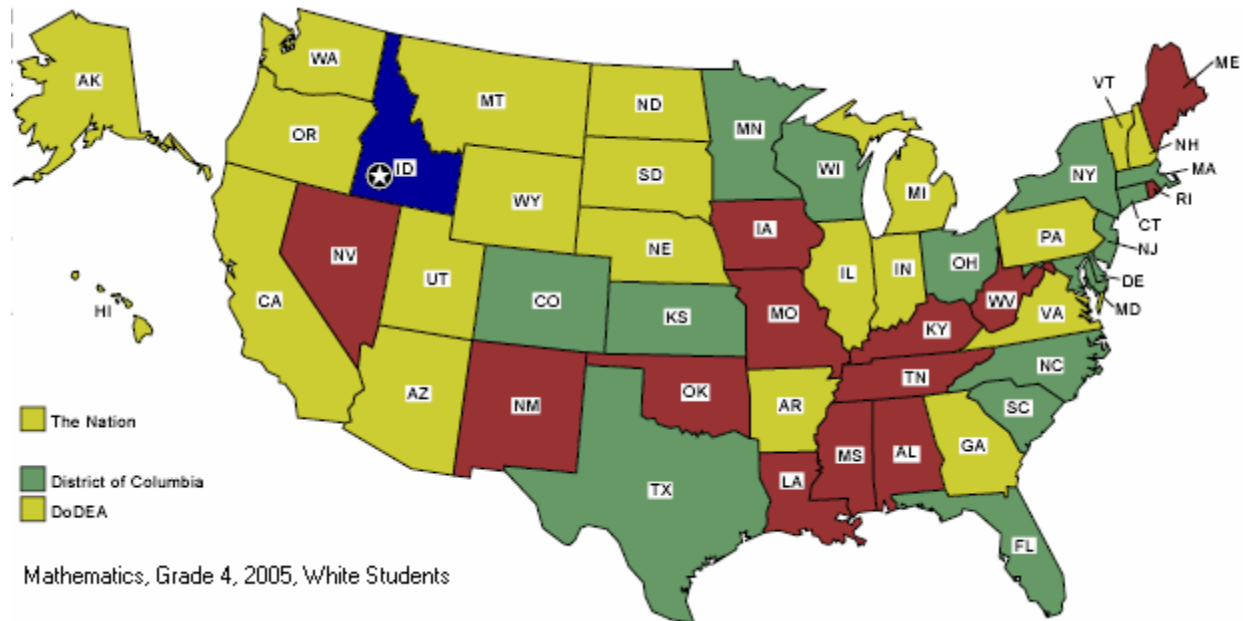 WA
AK
MT
ND
ME
VT
OR
MN
ID
SD
WI
NH
MA
NY
WY
MI
RI
CT
IA
NE
PA
NV
NJ
IL
IN
OH
UT
DE
CA
CO
HI
MO
WV
MD
KS
VA
KY
NC
TN
AZ
OK
NM
AR
SC
The Nation
GA
MS
AL
District of Columbia
LA
TX
DoDEA
FL
Mathematics, Grade 4, 2005, White Students